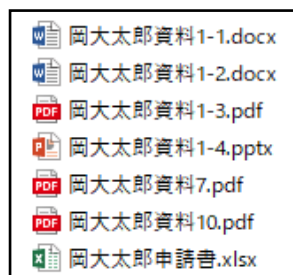 岡大太郎資料1-1.docx
岡大太郎資料1-2.docx
PDF 岡大太郎資料1-3.pdf
岡大太郎資料1-4.pptx
PDF 岡大太郎資料7.pdf
PDF 岡大太郎資料10.pdf
岡大太郎申請書.xlsx